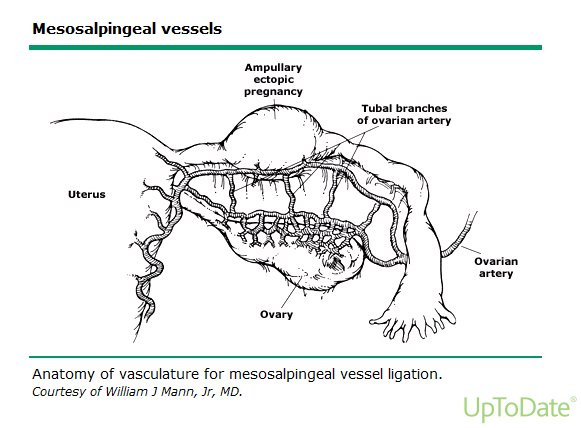 Mesosalpingeal vessels
Ampullary
ectopic
pregnancy
Tubal branches
of ovarian artery
Uterus
Ovarian
artery
Ovary
Anatomy of vasculature for mesosalpingeal vessel ligation.
Courtesy of William J Mann, Jr, MD.
UpToDate®